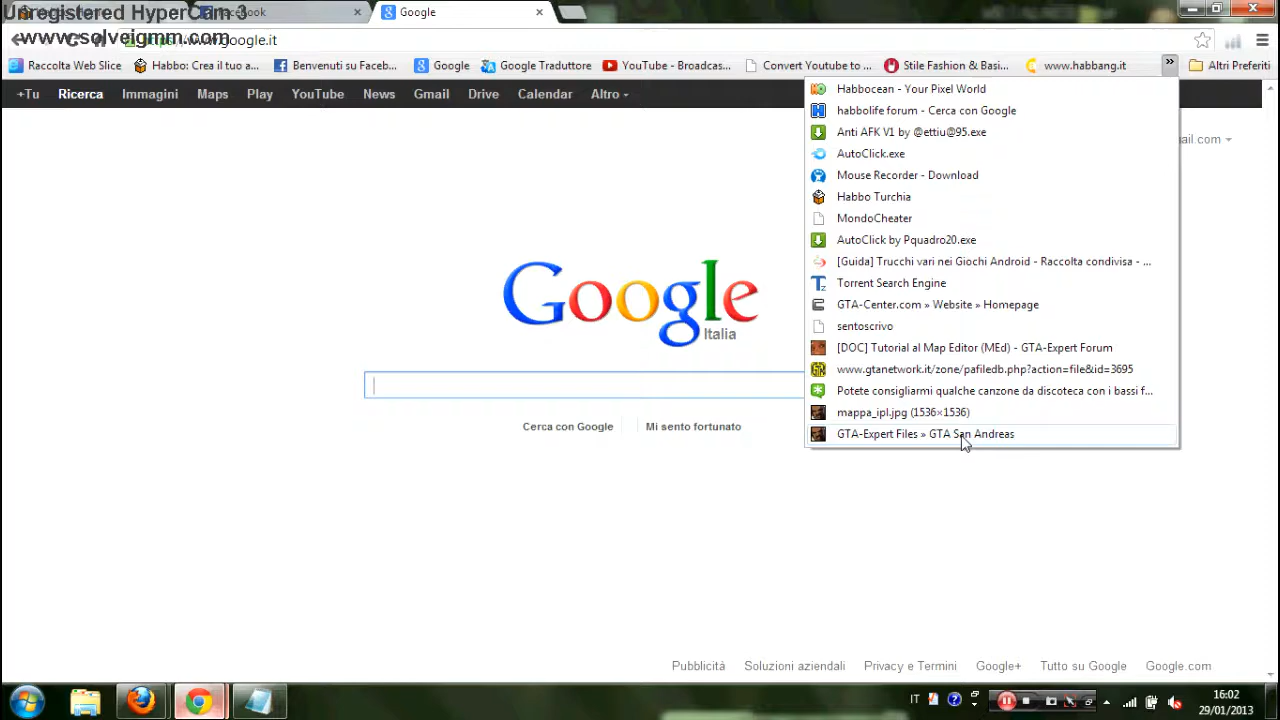 Unregistered HyperCam 3
www.solveigmm.com
Google
www.google.it
Raccolta Web Slice
Habbo: Crea il tuo a...
Benvenuti su Faceb...
Google
Google Traduttore
YouTube - Broadcas...
Convert Youtube to ...
Stile Fashion & Basi...
www.habbang.it
»
Altri Preferiti
+Tu
Ricerca
Immagini
Maps
Play
YouTube
News
Gmail
Drive
Calendar
Altro
Habbocean - Your Pixel World
habbolife forum - Cerca con Google
Anti AFK V1 by @ettiu@95.exe
AutoClick.exe
Mouse Recorder - Download
Habbo Turchia
MondoCheater
AutoClick by Pquadro20.exe
[Guida] Trucchi vari nei Giochi Android - Raccolta condivisa - ...
Torrent Search Engine
GTA-Center.com » Website » Homepage
sentoscrivo
[DOC] Tutorial al Map Editor (MEd) - GTA-Expert Forum
www.gtanetwork.it/zone/pafiledb.php?action=file&id=3695
Potete consigliarmi qualche canzone da discoteca con i bassi f...
mappa_ipl.jpg (1536×1536)
GTA-Expert Files » GTA San Andreas
ail.com
Google
Italia
Cerca con Google
Mi sento fortunato
Pubblicità
Soluzioni aziendali
Privacy e Termini
Google+
Tutto su Google
Google.com
IT
16:02
29/01/2013